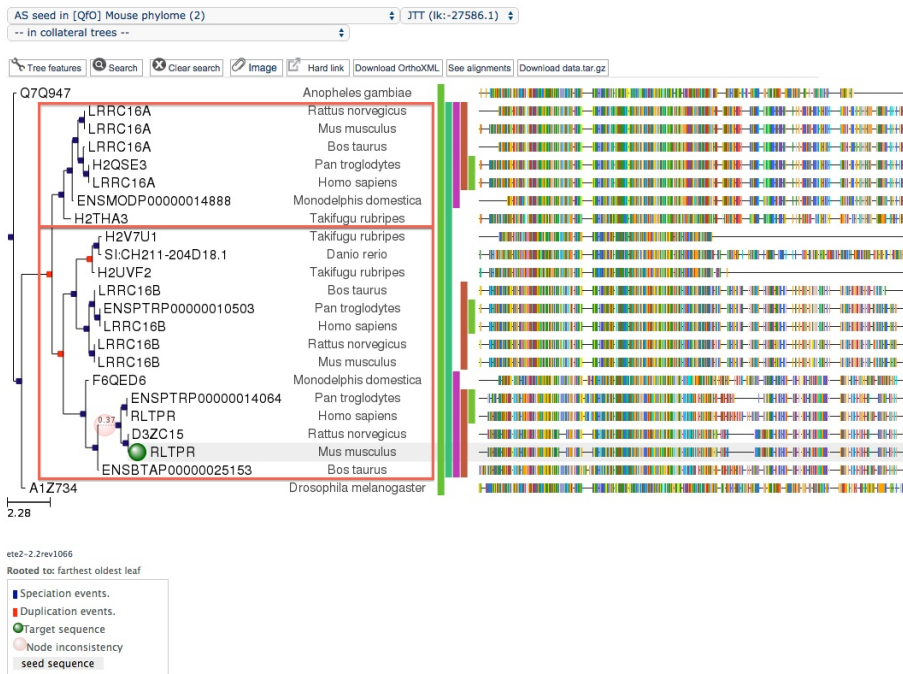 AS seed in [QfO] Mouse phylome (2) JTT (lk:-27586.1)
-- in collateral trees --
Tree features Search Clear search Image Hard link Download OrthoXML See alignments Download data.tar.gz
Q7Q947 Anopheles gambiae
LRRC16A Rattus norvegicus
LRRC16A Mus musculus
LRRC16A Bos taurus
H2QSE3 Pan troglodytes
LRRC16A Homo sapiens
ENSMODP00000014888 Monodelphis domestica
H2THA3 Takifugu rubripes
H2V7U1 Takifugu rubripes
SI:CH211-204D18.1 Danio rerio
H2UVF2 Takifugu rubripes
LRRC16B Bos taurus
ENSPTRP00000010503 Pan troglodytes
LRRC16B Homo sapiens
LRRC16B Rattus norvegicus
LRRC16B Mus musculus
F6QED6 Monodelphis domestica
ENSPTRP00000014064 Pan troglodytes
0.37 RLTPR Homo sapiens
D3ZC15 Rattus norvegicus
RLTPR Mus musculus
ENSBTAP00000025153 Bos taurus
A1Z734 Drosophila melanogaster
2.28
ete2-2.2rev1066
Rooted to: farthest oldest leaf
Speciation events.
Duplication events.
Target sequence
Node inconsistency
seed sequence